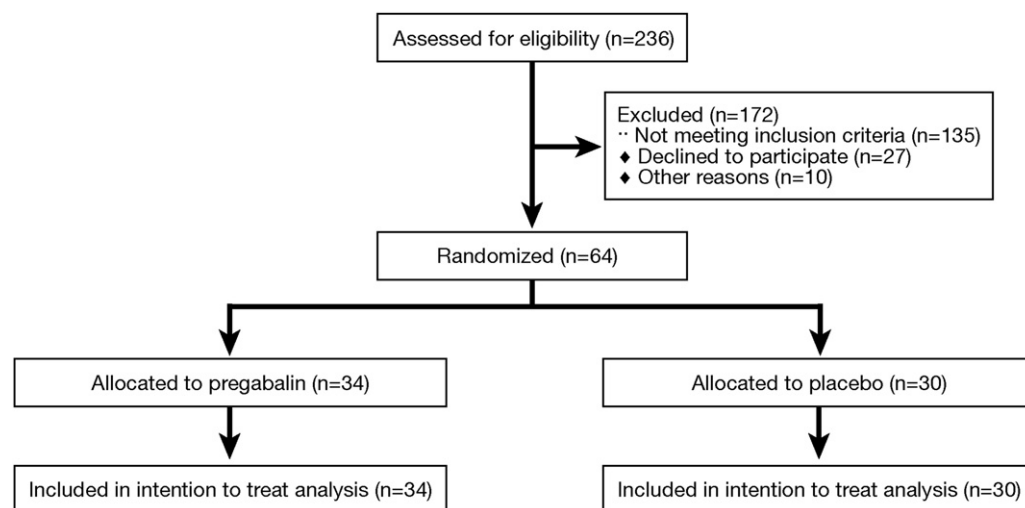 Assessed for eligibility (n=236)
Excluded (n=172)
·· Not meeting inclusion criteria (n=135)
♦ Declined to participate (n=27)
♦ Other reasons (n=10)
Randomized (n=64)
Allocated to pregabalin (n=34)
Allocated to placebo (n=30)
Included in intention to treat analysis (n=34)
Included in intention to treat analysis (n=30)